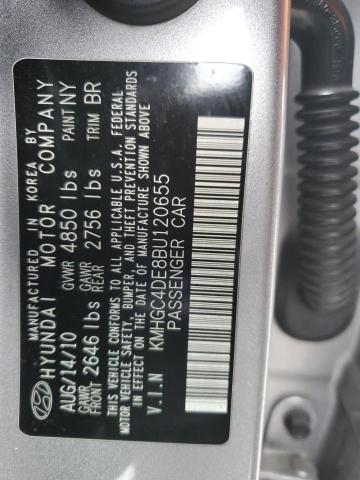 MANUFACTURED IN KOREA BY
HYUNDAI MOTOR COMPANY
AUG/14/10 GVWR 4850 lbs PAINT NY
GAWR FRONT 2646 lbs GAWR REAR 2756 lbs TRIM BR
THIS VEHICLE CONFORMS TO ALL APPLICABLE U.S.A. FEDERAL
MOTOR VEHICLE SAFETY, BUMPER, AND THEFT PREVENTION STANDARDS
IN EFFECT ON THE DATE OF MANUFACTURE SHOWN ABOVE
V.I.N KMHGC4DE8BU120655
PASSENGER CAR